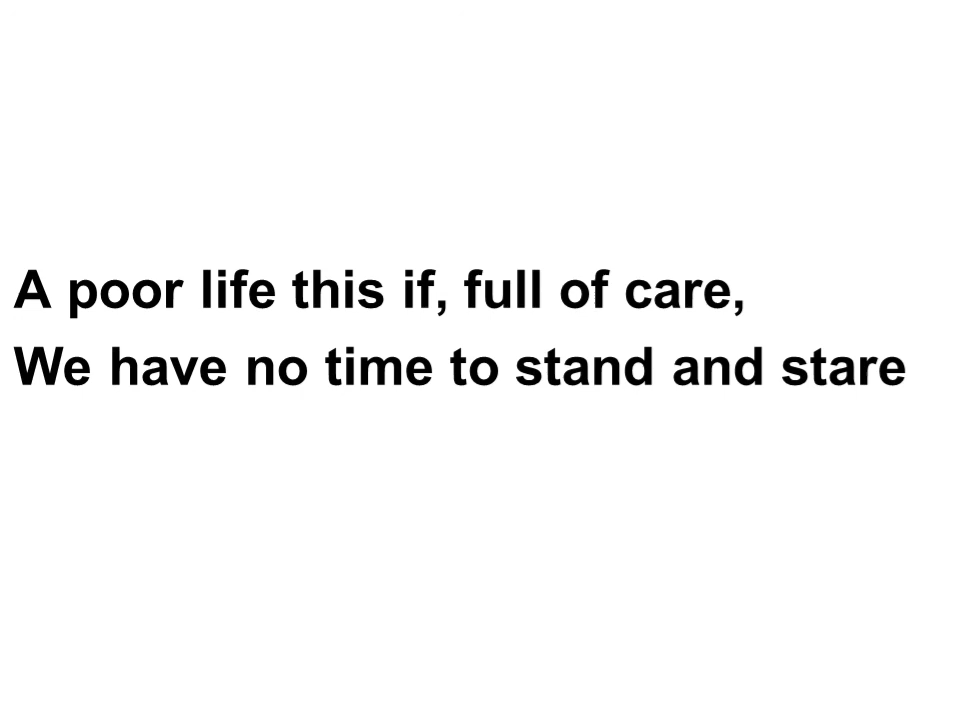 A poor life this if, full of care,
We have no time to stand and stare